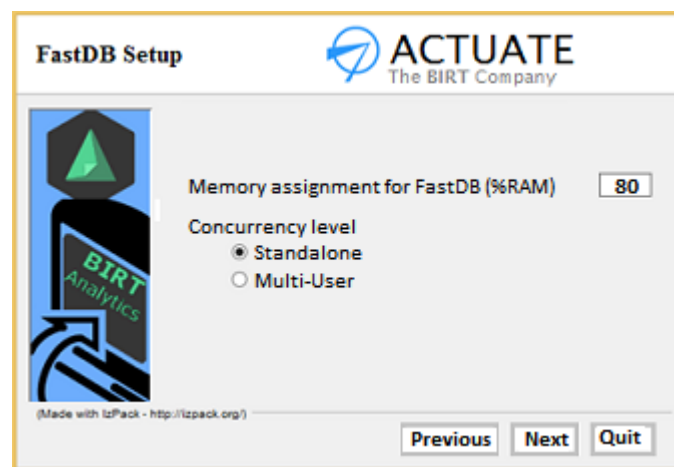 FastDB Setup
ACTUATE
The BIRT Company
Memory assignment for FastDB (%RAM) 80
Concurrency level
Standalone
Multi-User
BIRT
Analytics
(Made with IzPack - http://izpack.org/)
Previous Next Quit